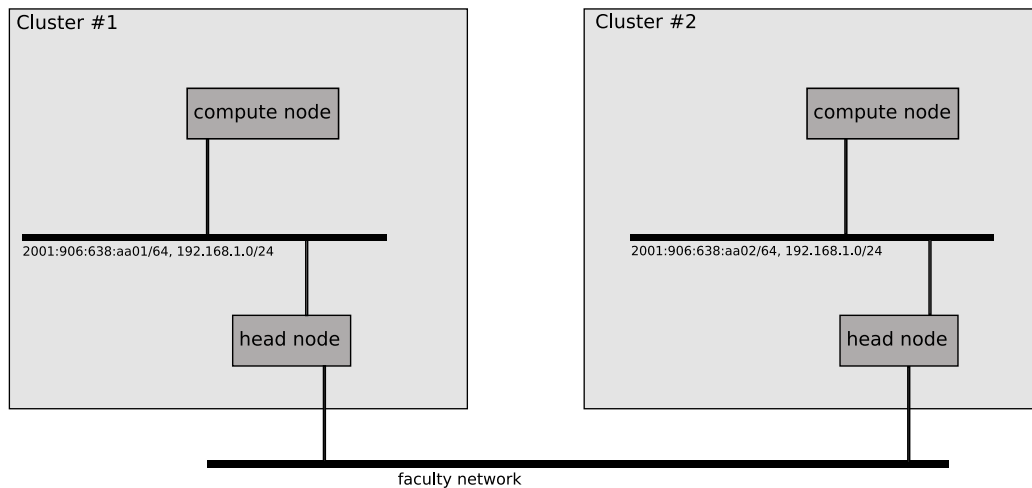 Cluster #1
compute node
2001:906:638:aa01/64, 192.168.1.0/24
head node
Cluster #2
compute node
2001:906:638:aa02/64, 192.168.1.0/24
head node
faculty network